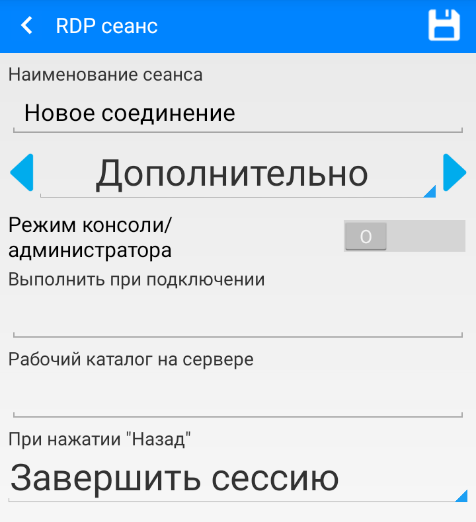 RDP сеанс
Наименование сеанса
Новое соединение
Дополнительно
Режим консоли/
администратора
O
Выполнить при подключении
Рабочий каталог на сервере
При нажатии "Назад"
Завершить сессию